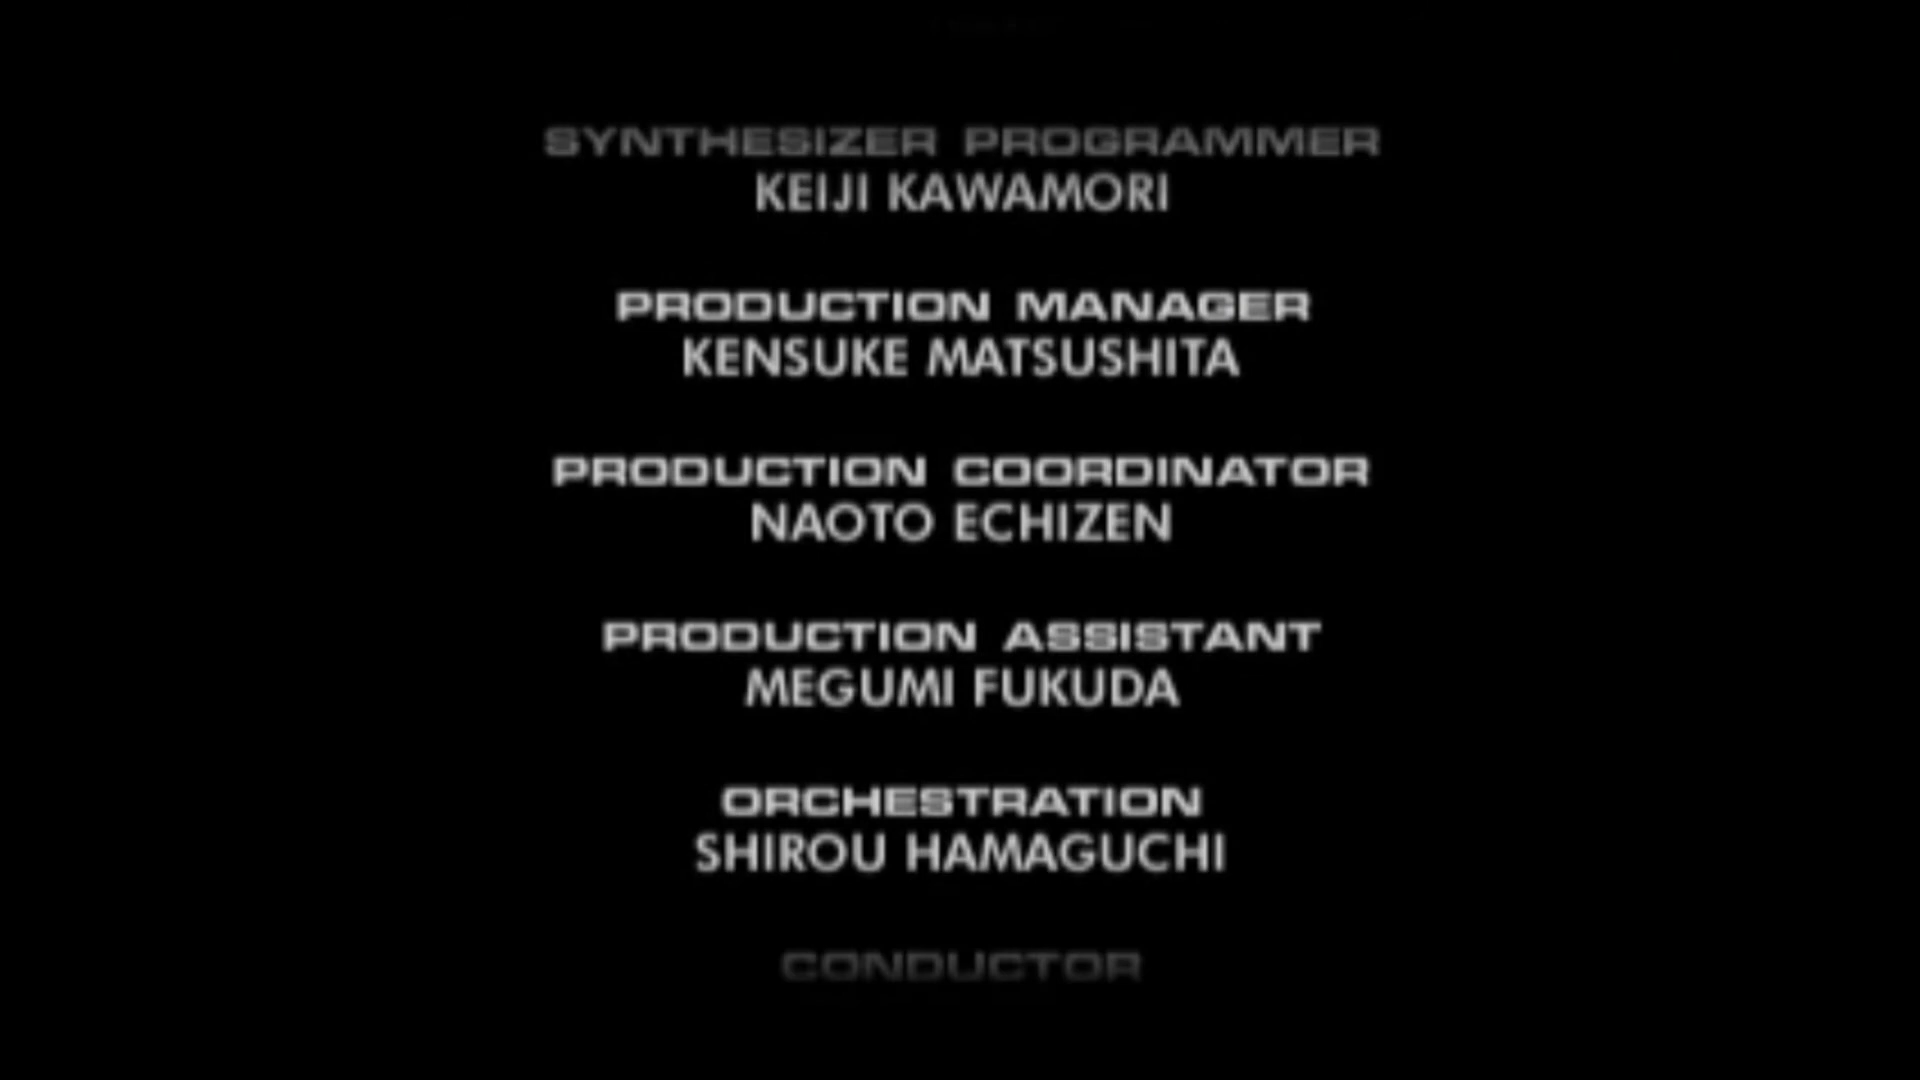 SYNTHESIZER PROGRAMMER
KEIJI KAWAMORI
PRODUCTION MANAGER
KENSUKE MATSUSHITA
PRODUCTION COORDINATOR
NAOTO ECHIZEN
PRODUCTION ASSISTANT
MEGUMI FUKUDA
ORCHESTRATION
SHIROU HAMAGUCHI
CONDUCTOR